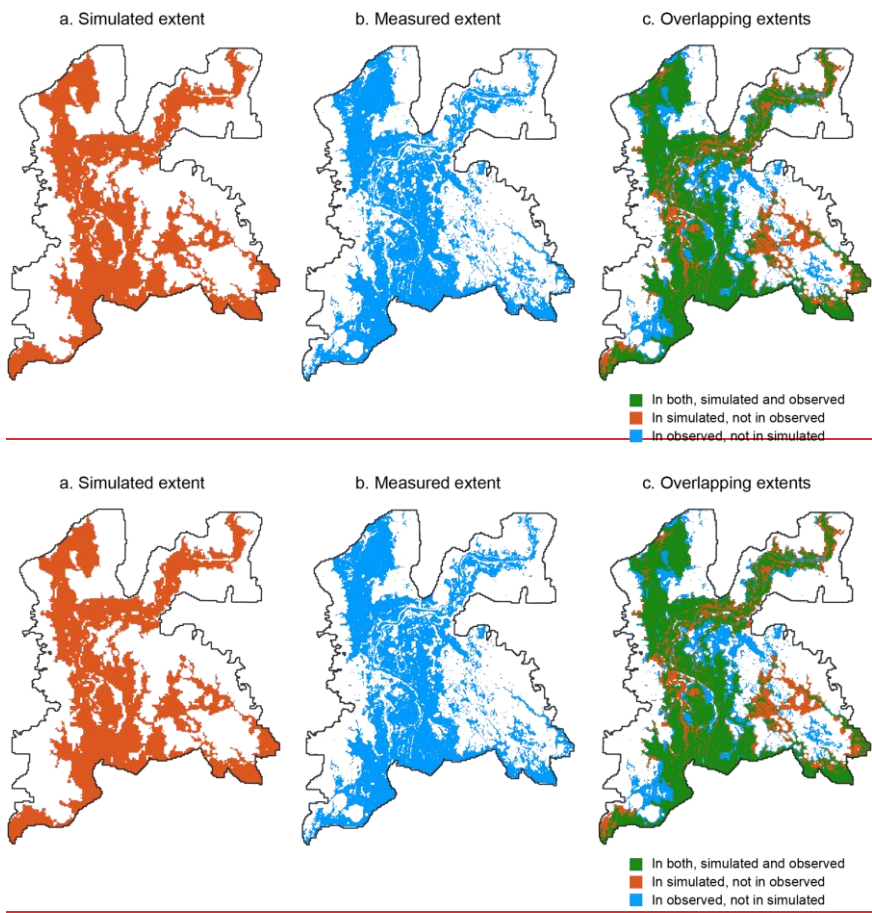 a. Simulated extent
b. Measured extent
c. Overlapping extents
In both, simulated and observed
In simulated, not in observed
In observed, not in simulated
a. Simulated extent
b. Measured extent
c. Overlapping extents
In both, simulated and observed
In simulated, not in observed
In observed, not in simulated